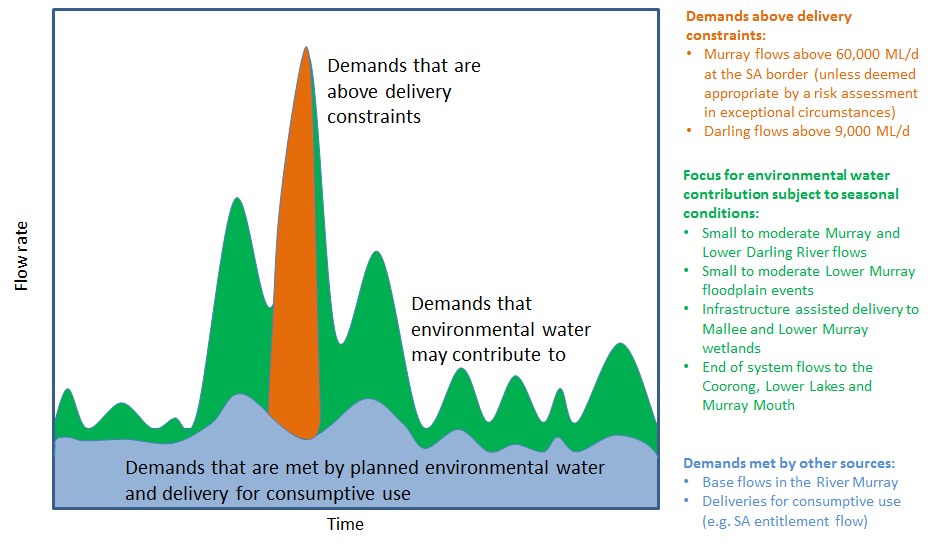 Demands that are
above delivery
constraints
Demands that
environmental water
may contribute to
Demands that are met by planned environmental water
and delivery for consumptive use
Flow rate
Time
Demands above delivery
constraints:
• Murray flows above 60,000 ML/d
at the SA border (unless deemed
appropriate by a risk assessment
in exceptional circumstances)
• Darling flows above 9,000 ML/d
Focus for environmental water
contribution subject to seasonal
conditions:
• Small to moderate Murray and
Lower Darling River flows
• Small to moderate Lower Murray
floodplain events
• Infrastructure assisted delivery to
Mallee and Lower Murray
wetlands
• End of system flows to the
Coorong, Lower Lakes and
Murray Mouth
Demands met by other sources:
• Base flows in the River Murray
• Deliveries for consumptive use
(e.g. SA entitlement flow)